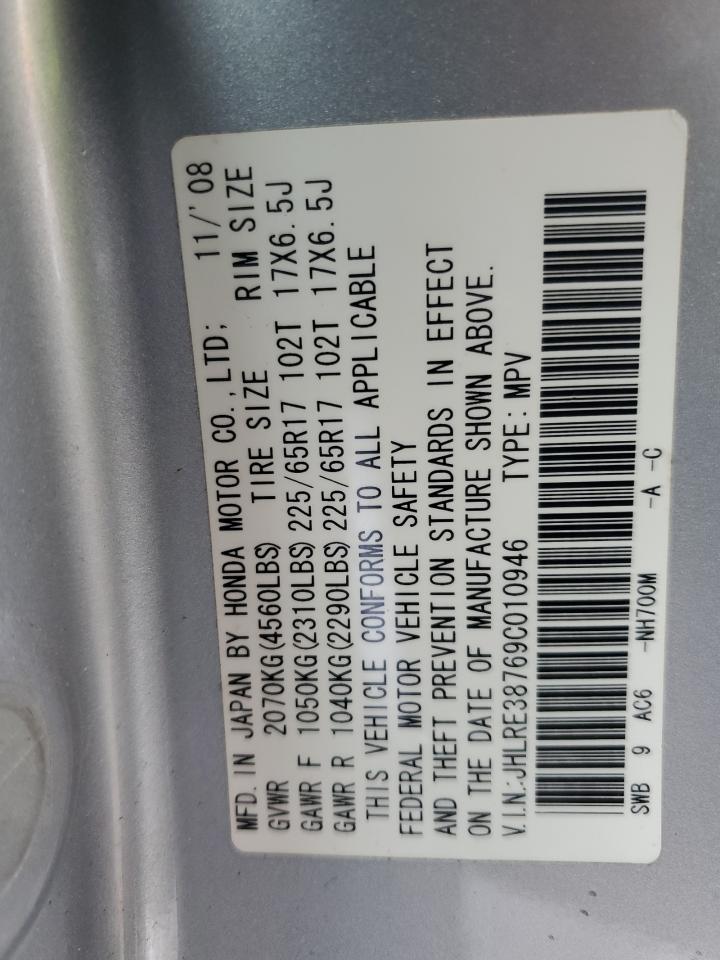 MFD. IN JAPAN BY HONDA MOTOR CO., LTD; 11/'08
GVWR 2070KG(4560LBS) TIRE SIZE RIM SIZE
GAWR F 1050KG(2310LBS) 225/65R17 102T 17X6.5J
GAWR R 1040KG(2290LBS) 225/65R17 102T 17X6.5J
THIS VEHICLE CONFORMS TO ALL APPLICABLE
FEDERAL MOTOR VEHICLE SAFETY
AND THEFT PREVENTION STANDARDS IN EFFECT
ON THE DATE OF MANUFACTURE SHOWN ABOVE.
V.I.N.:JHLRE38769C010946 TYPE:MPV
SWB 9 AC6 -NH700M -A -C